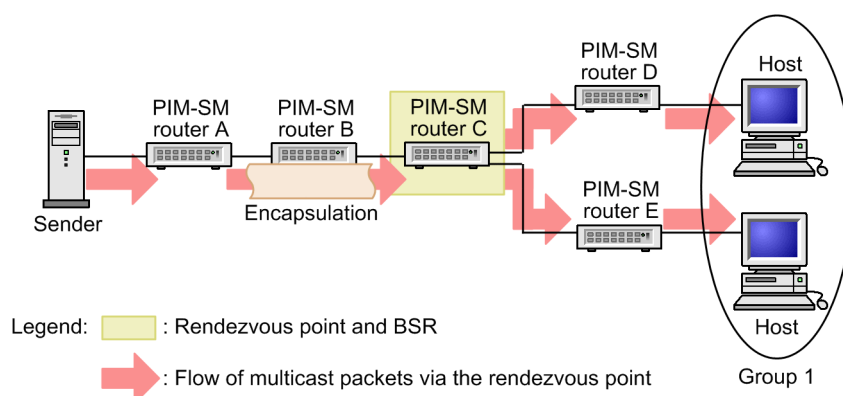 PIM-SM
router D
Host
PIM-SM
router A
PIM-SM
router B
PIM-SM
router C
Sender
Encapsulation
PIM-SM
router E
Host
Group 1
Legend:
: Rendezvous point and BSR
: Flow of multicast packets via the rendezvous point